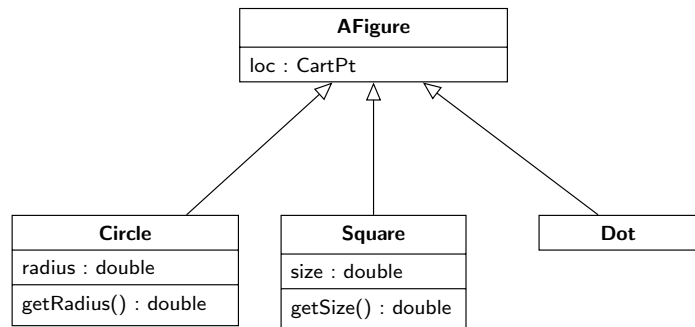 AFigure
loc : CartPt
Circle
radius : double
getRadius() : double
Square
size : double
getSize() : double
Dot